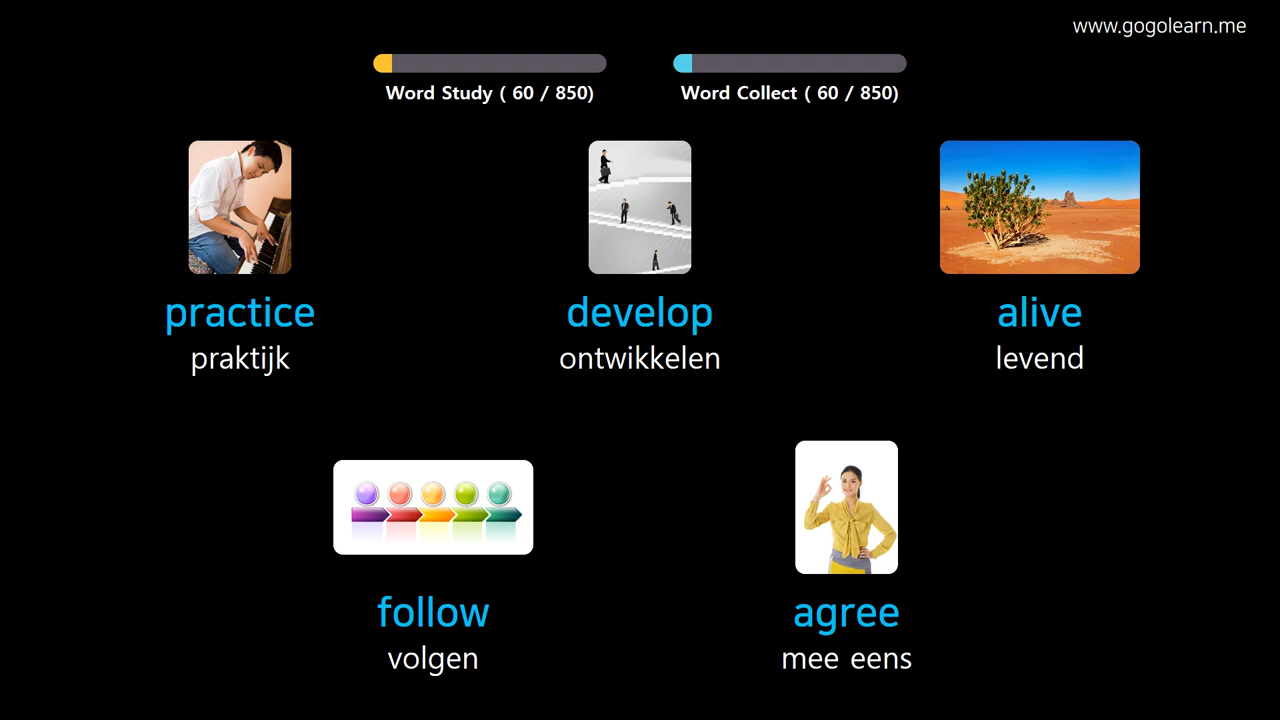 www.gogolearn.me
Word Study ( 60 / 850)
Word Collect ( 60 / 850)
practice
praktijk
develop
ontwikkelen
alive
levend
follow
volgen
agree
mee eens